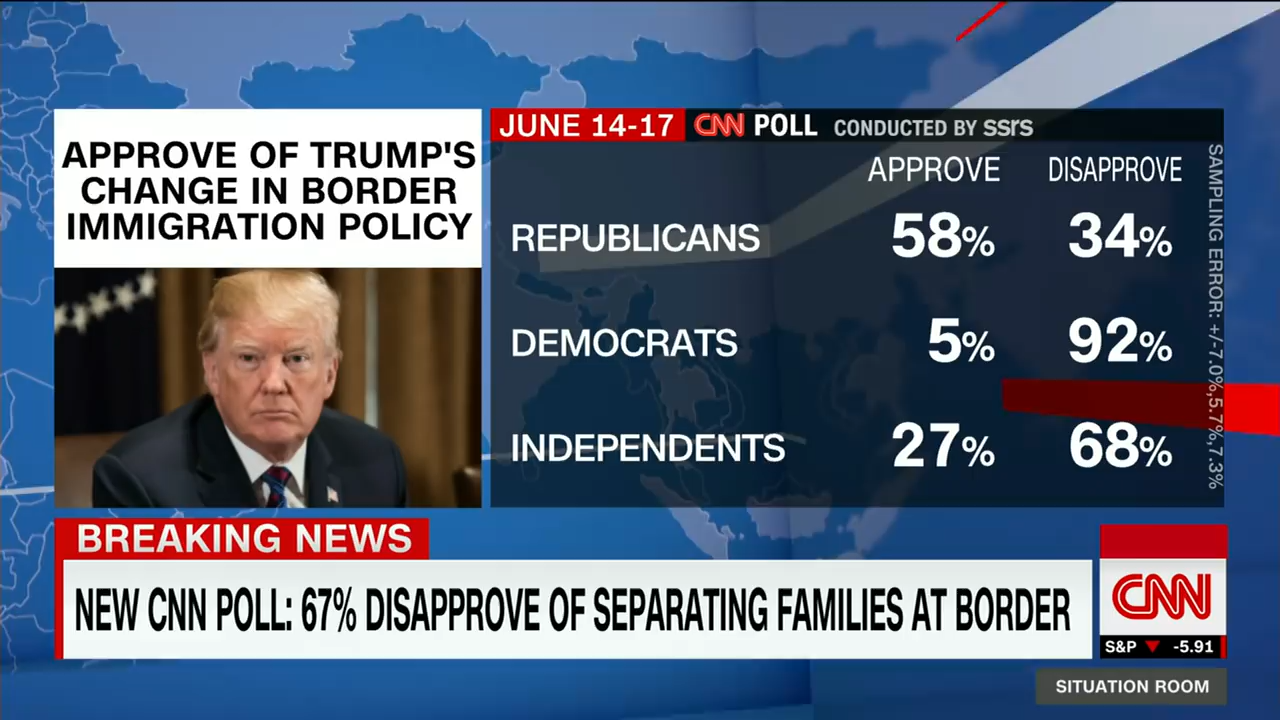 APPROVE OF TRUMP'S
CHANGE IN BORDER
IMMIGRATION POLICY
JUNE 14-17 CNN POLL CONDUCTED BY SSRS
APPROVE DISAPPROVE
REPUBLICANS 58% 34%
DEMOCRATS 5% 92%
INDEPENDENTS 27% 68%
SAMPLING ERROR: +/-7.0%,5.7%,7.3%
BREAKING NEWS
NEW CNN POLL: 67% DISAPPROVE OF SEPARATING FAMILIES AT BORDER
CNN
S&P ▼ -5.91
SITUATION ROOM